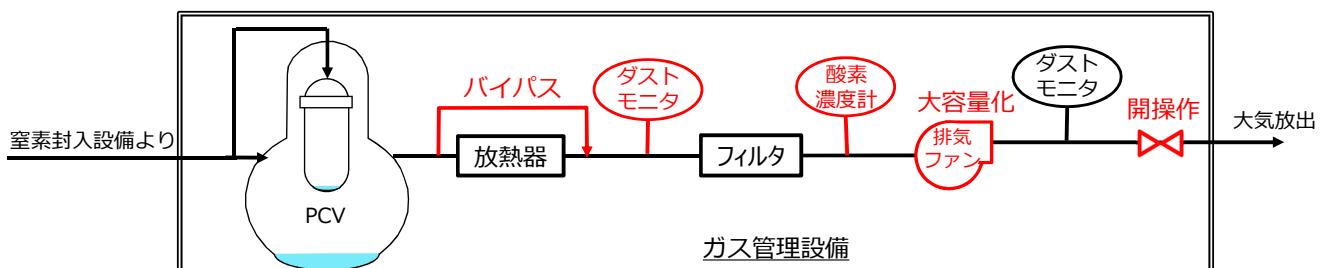 窒素封入設備より
PCV
バイパス
放熱器
ダスト
モニタ
フィルタ
酸素
濃度計
大容量化
排気
ファン
ダスト
モニタ
開操作
大気放出
ガス管理設備